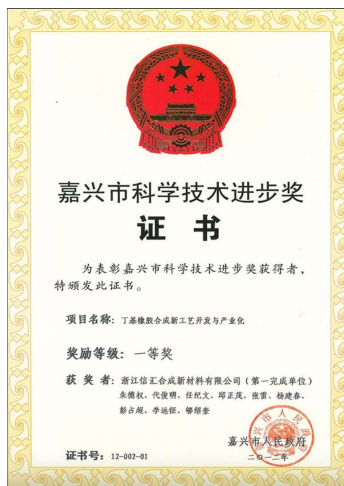 嘉兴市科学技术进步奖
证书
为表彰嘉兴市科学技术进步奖获得者，
特颁发此证书。
项目名称：丁基橡胶合成新工艺开发与产业化
奖励等级：一等奖
获奖者：浙江信汇合成新材料有限公司（第一完成单位）
朱德权、代俊明、任纪文、邱正茂、张雷、杨建春、
彭占超、李远征、郇绍奎
嘉兴市人民政府
二〇一二年
证书号：12-002-01